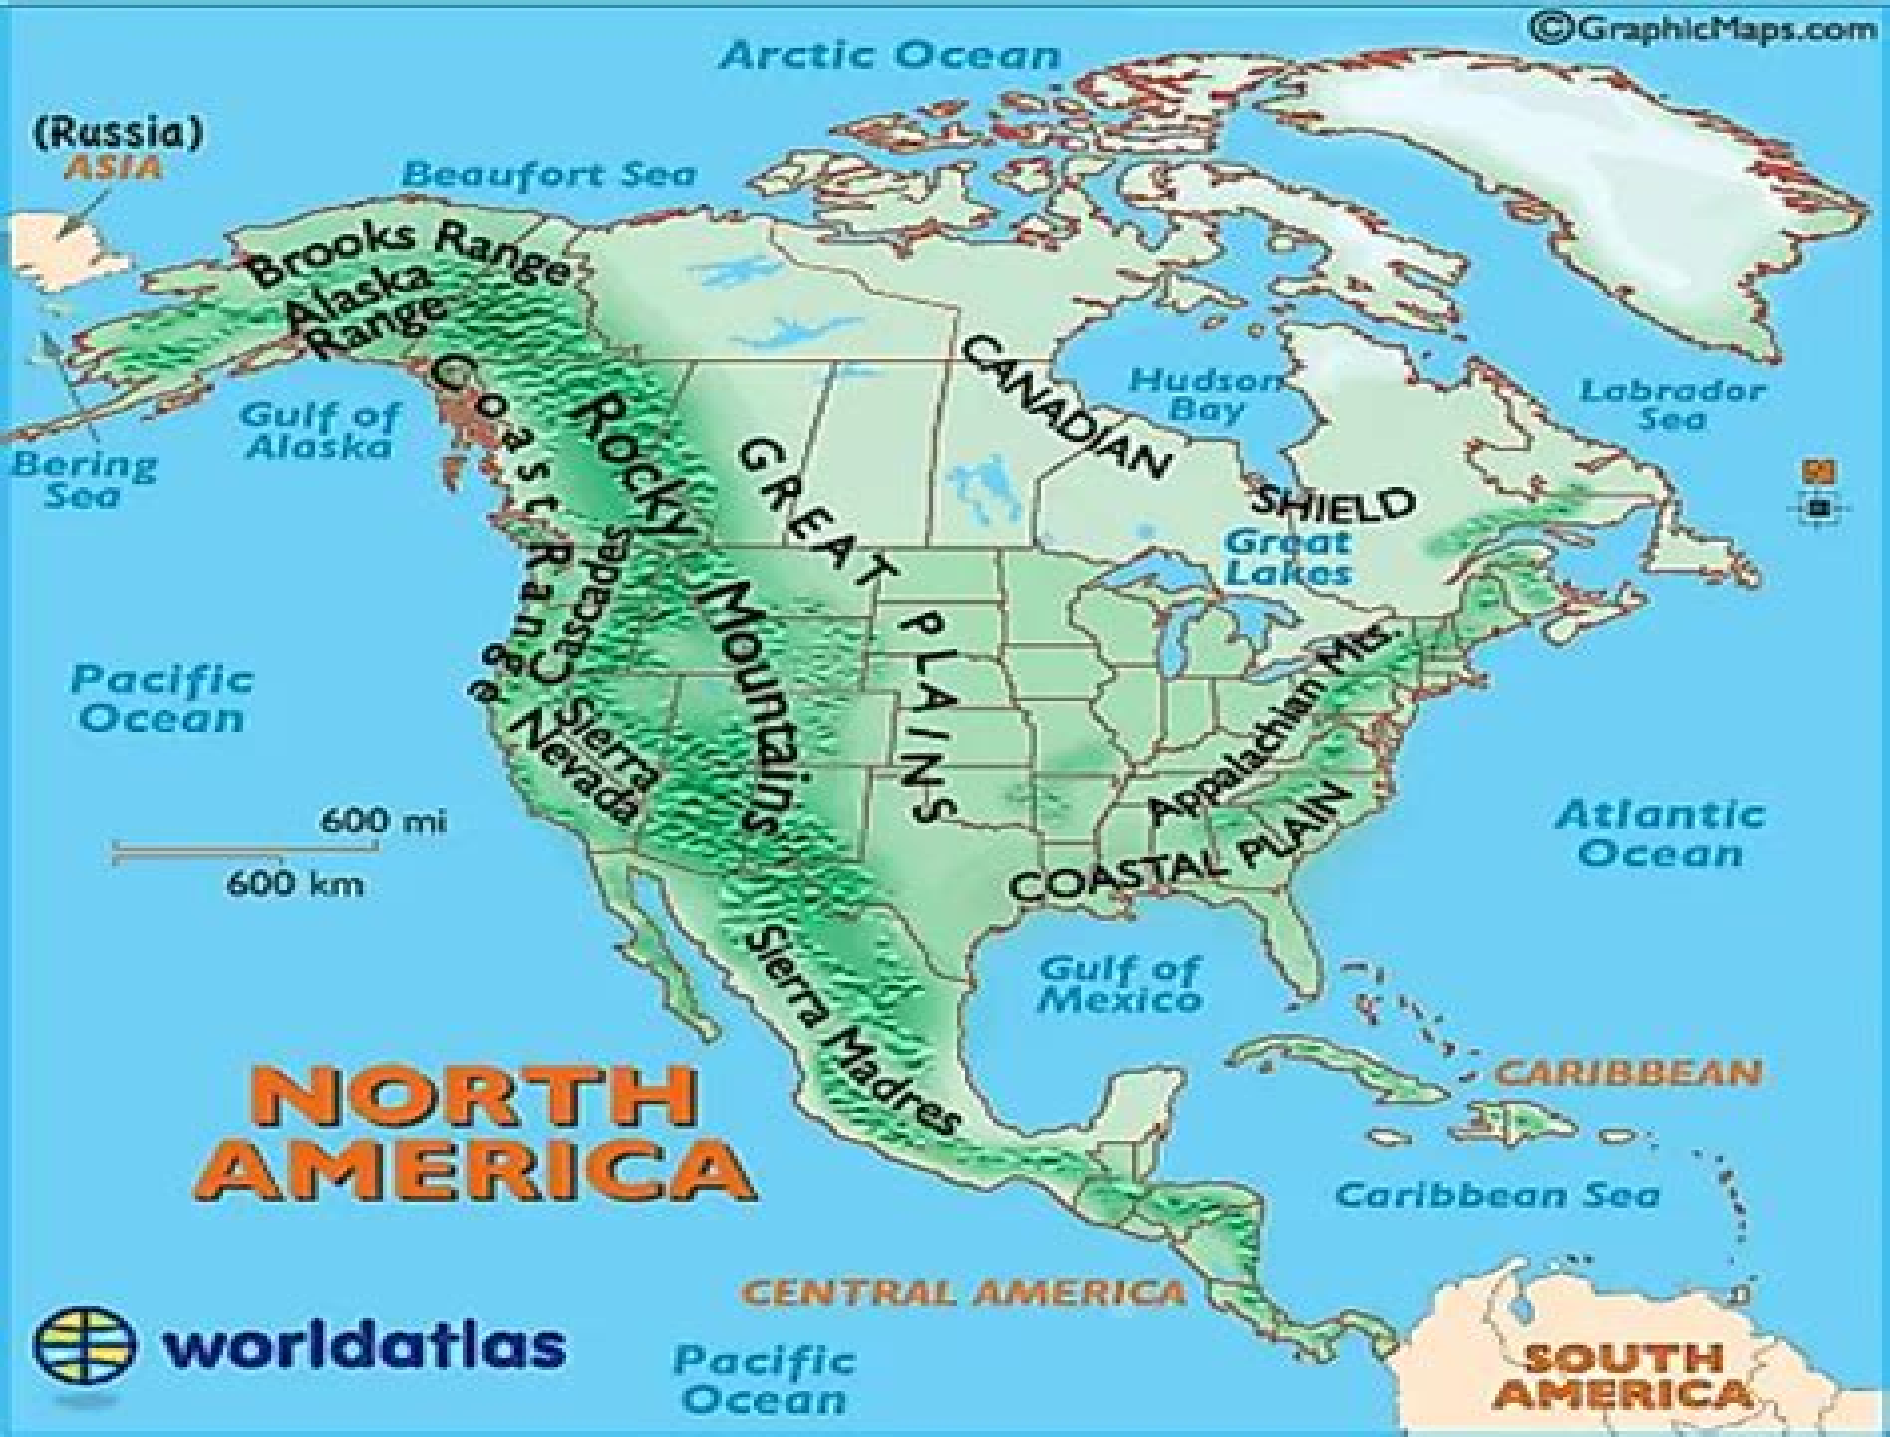 ©GraphicMaps.com
Arctic Ocean
(Russia)
ASIA
Beaufort Sea
Brooks Range
Alaska
Range
Coast Range
Rocky Mountains
GREAT PLAINS
CANADIAN SHIELD
Hudson
Bay
Labrador
Sea
Gulf of
Alaska
Bering
Sea
Great
Lakes
Cascades
Sierra
Nevada
Appalachian Mts.
COASTAL PLAIN
Pacific
Ocean
600 mi
600 km
Atlantic
Ocean
Gulf of
Mexico
Sierra Madres
NORTH
AMERICA
CARIBBEAN
Caribbean Sea
CENTRAL AMERICA
worldatlas
Pacific
Ocean
SOUTH
AMERICA